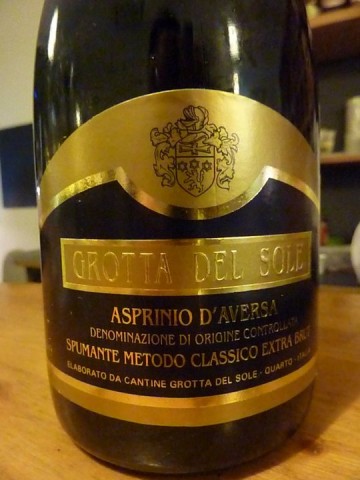 GROTTA DEL SOLE
ASPRINIO D'AVERSA
DENOMINAZIONE DI ORIGINE CONTROLLATA
SPUMANTE METODO CLASSICO EXTRA BRUT
ELABORATO DA CANTINE GROTTA DEL SOLE - QUARTO - ITALIA